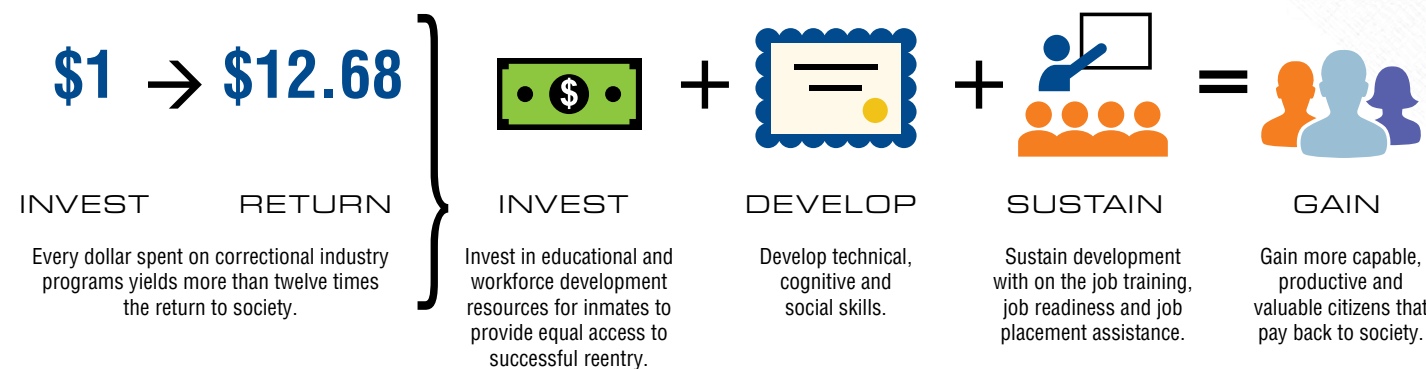 $1 → $12.68
INVEST
RETURN
Every dollar spent on correctional industry
programs yields more than twelve times
the return to society.
$
INVEST
Invest in educational and
workforce development
resources for inmates to
provide equal access to
successful reentry.
+
DEVELOP
Develop technical,
cognitive and
social skills.
+
SUSTAIN
Sustain development
with on the job training,
job readiness and job
placement assistance.
=
GAIN
Gain more capable,
productive and
valuable citizens that
pay back to society.